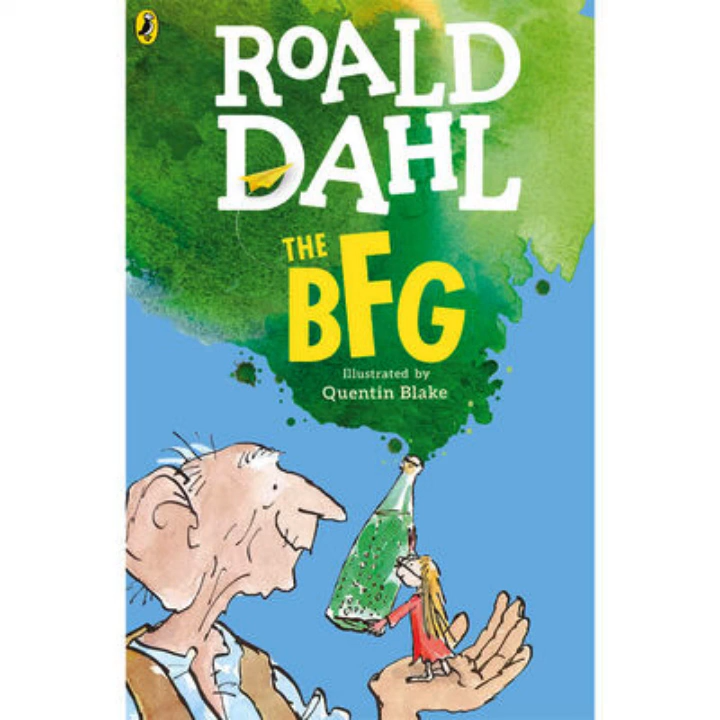 ROALD
DAHL
THE
BFG
Illustrated by
Quentin Blake